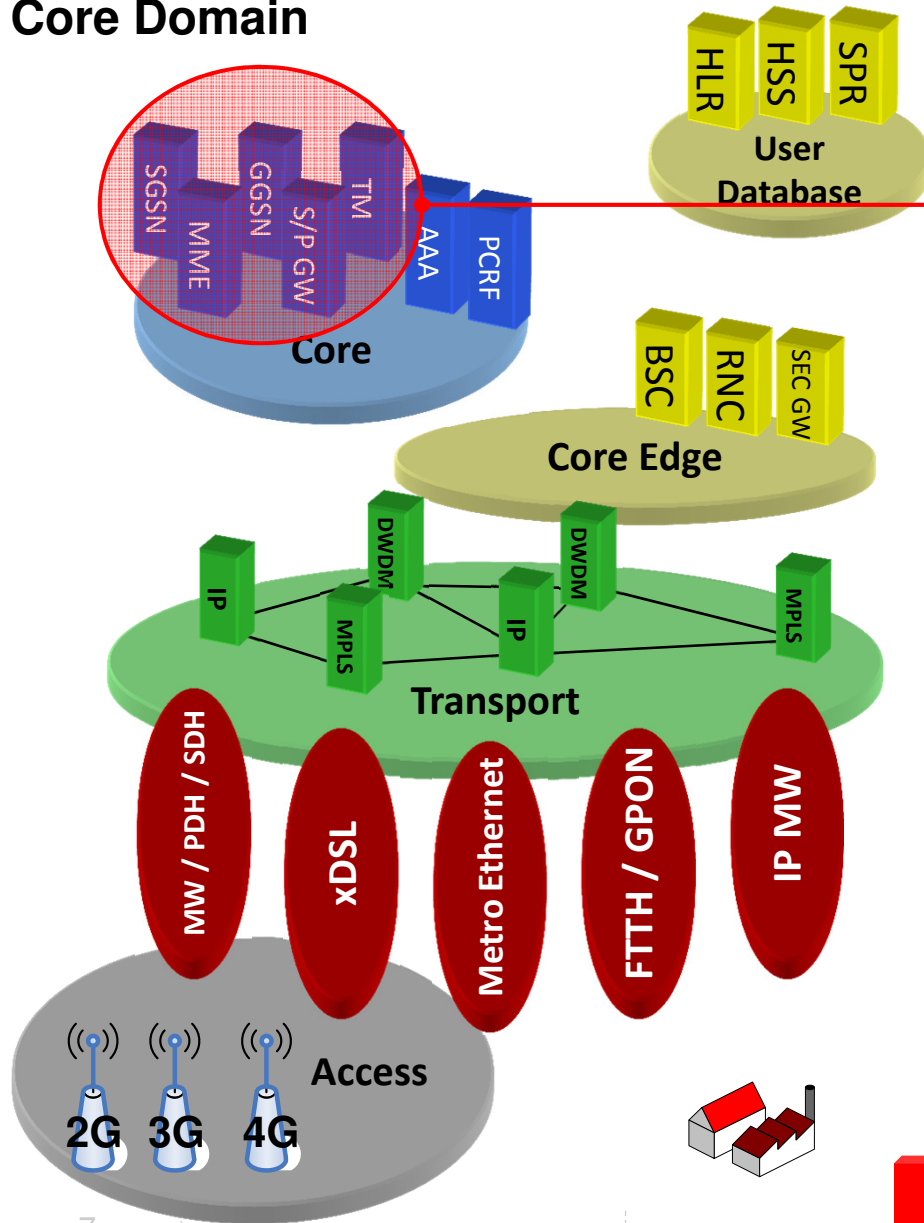 Core Domain
HLR
HSS
SPR
User
Database
SGSN
MME
GGSN
S/P GW
TM
AAA
PCRF
Core
BSC
RNC
SEC GW
Core Edge
IP
DWDM
MPLS
IP
DWDM
MPLS
Transport
MW / PDH / SDH
xDSL
Metro Ethernet
FTTH / GPON
IP MW
Access
2G
3G
4G